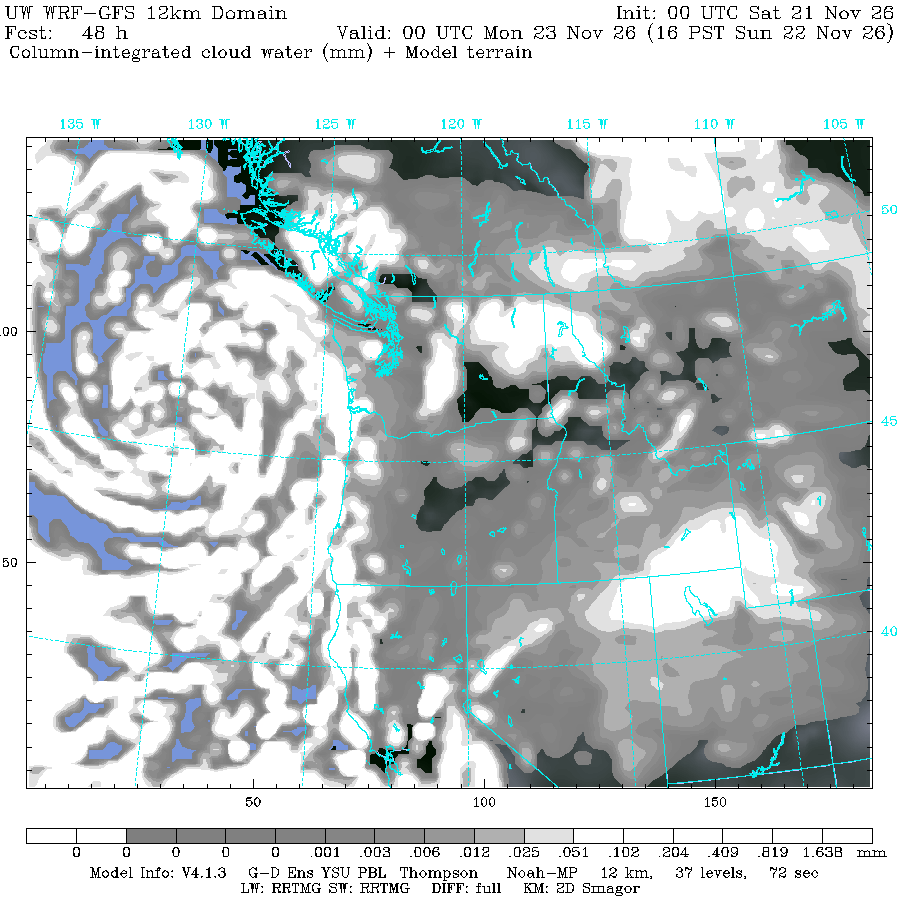 UW WRF-GFS 12km Domain Init: 00 UTC Sat 21 Nov 26
Fcst: 48 h Valid: 00 UTC Mon 23 Nov 26 (16 PST Sun 22 Nov 26)
Column-integrated cloud water (mm) + Model terrain
135 W 130 W 125 W 120 W 115 W 110 W 105 W
50
00
45
50
40
50 100 150
0 0 0 0 .001 .003 .006 .012 .025 .051 .102 .204 .409 .819 1.638 mm
Model Info: V4.1.3 G-D Ens YSU PBL Thompson Noah-MP 12 km, 37 levels, 72 sec
LW: RRTMG SW: RRTMG DIFF: full KM: 2D Smagor